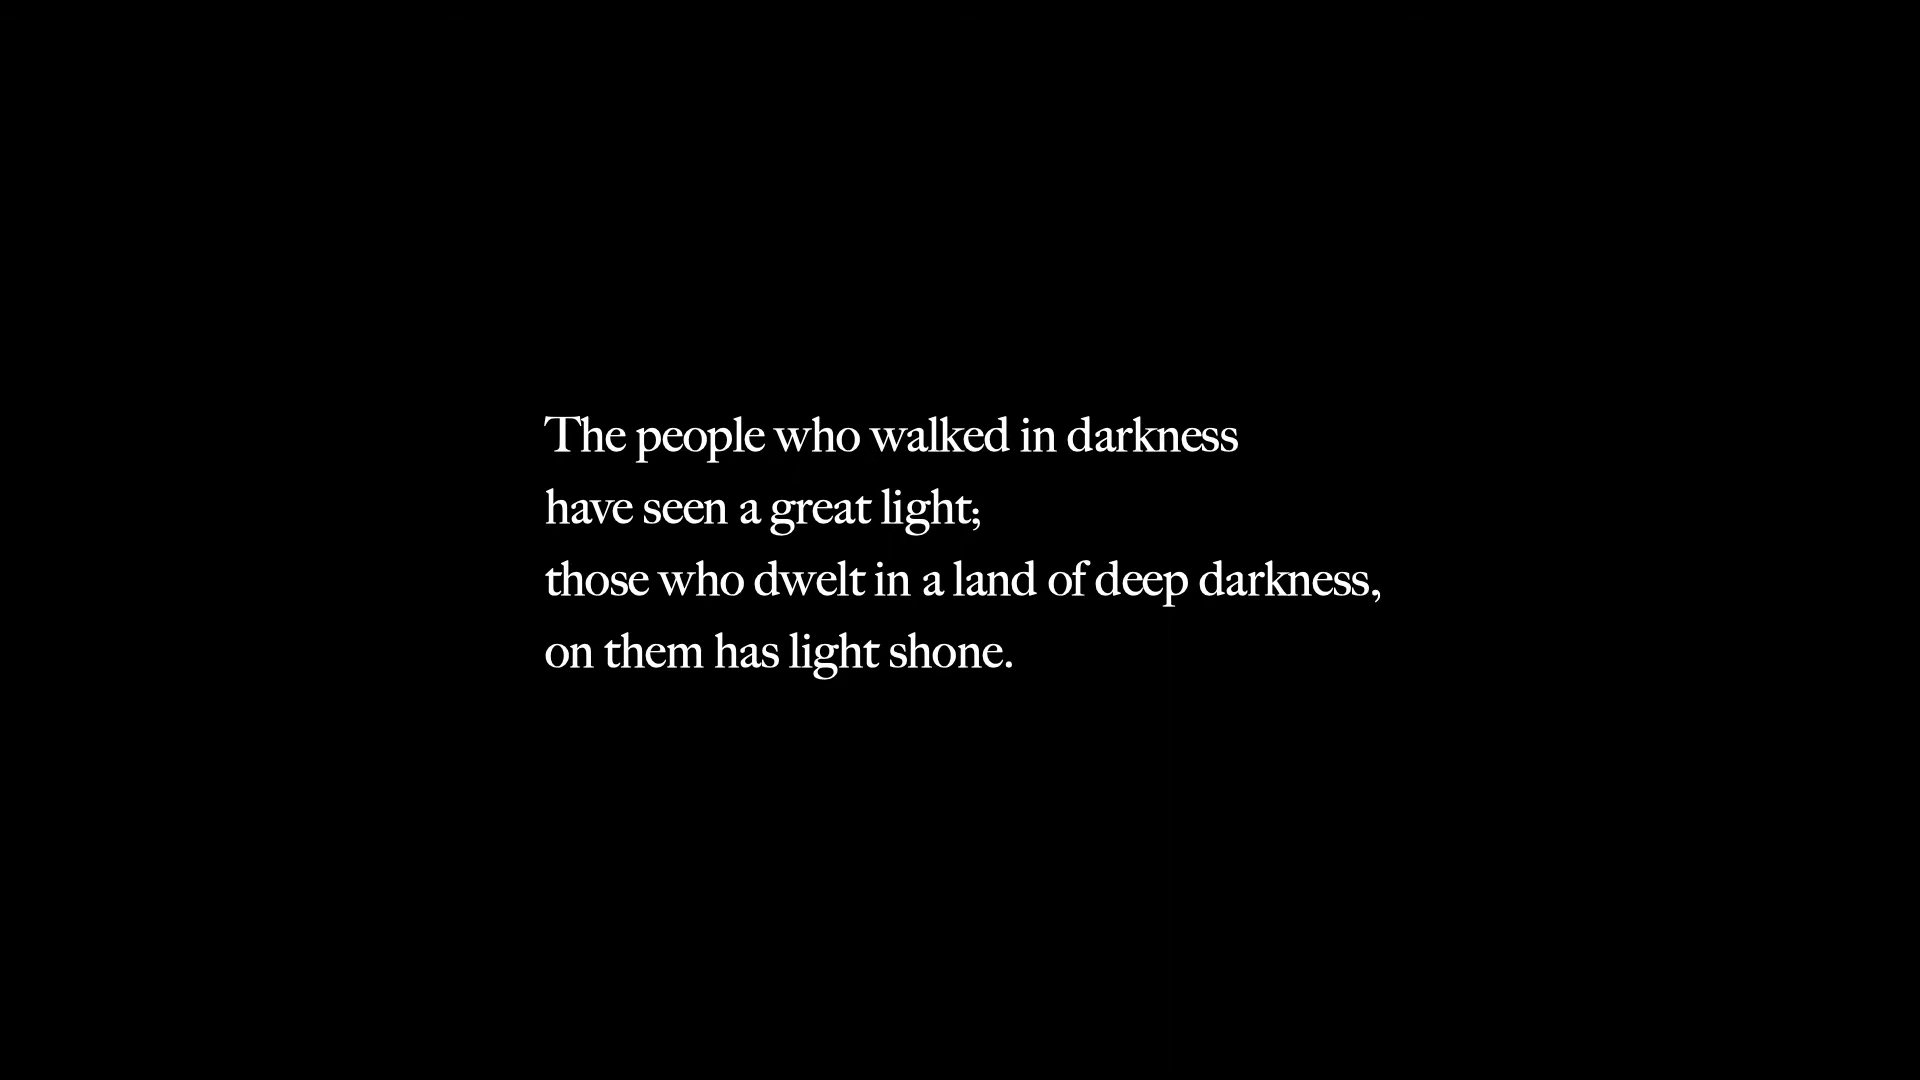 The people who walked in darkness
have seen a great light;
those who dwelt in a land of deep darkness,
on them has light shone.